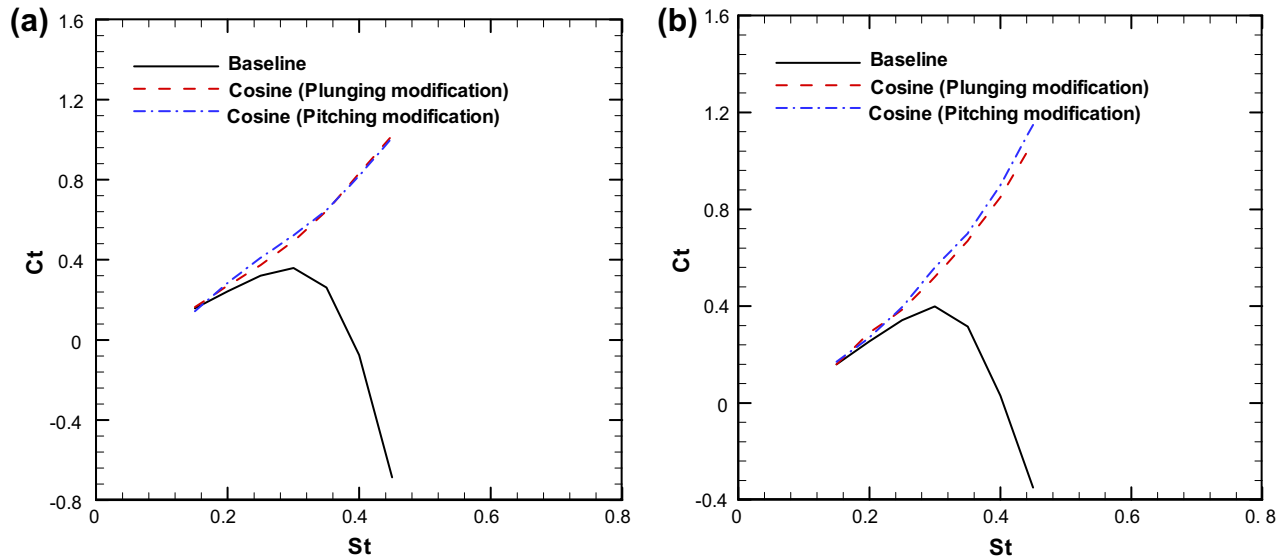 (a)
1.6
1.2
0.8
0.4
0
-0.4
-0.8
Ct
Baseline
Cosine (Plunging modification)
Cosine (Pitching modification)
0 0.2 0.4 0.6 0.8
St
(b)
1.6
1.2
0.8
0.4
0
-0.4
Ct
Baseline
Cosine (Plunging modification)
Cosine (Pitching modification)
0 0.2 0.4 0.6 0.8
St